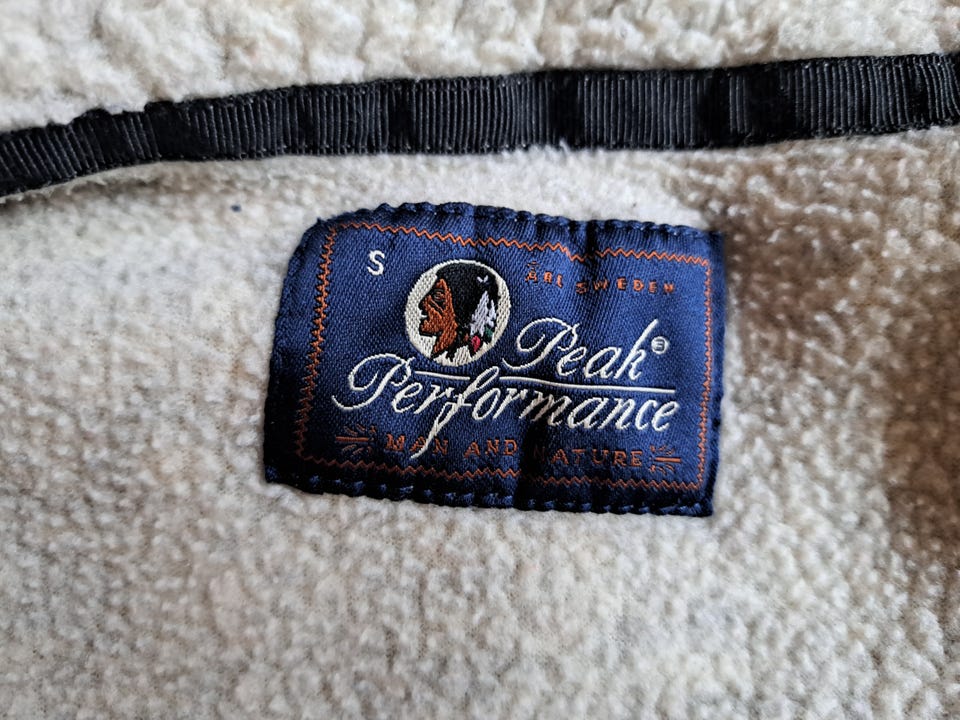 S
ÅRE SWEDEN
Peak®
Performance
MAN AND NATURE